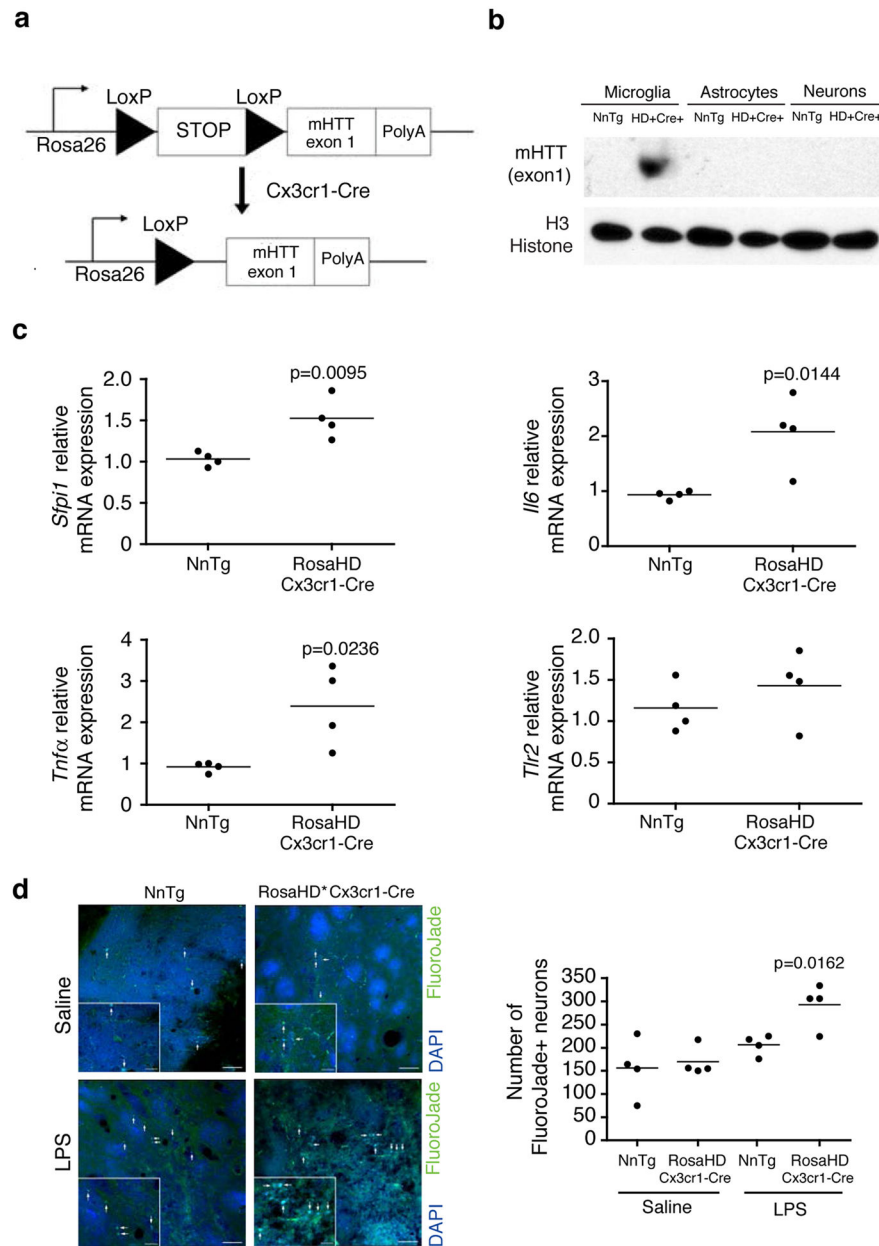 a
LoxP
LoxP
STOP
mHTT
exon 1
PolyA
Rosa26
Cx3cr1-Cre
LoxP
mHTT
exon 1
PolyA
Rosa26
b
Microglia Astrocytes Neurons
NnTg HD+Cre+ NnTg HD+Cre+ NnTg HD+Cre+
mHTT
(exon1)
H3
Histone
c
Sfpi1 relative
mRNA expression
2.0
1.5
1.0
0.5
0
p=0.0095
NnTg
RosaHD
Cx3cr1-Cre
Il6 relative
mRNA expression
3
2
1
0
p=0.0144
NnTg
RosaHD
Cx3cr1-Cre
Tnfα relative
mRNA expression
4
3
2
1
0
p=0.0236
NnTg
RosaHD
Cx3cr1-Cre
Tlr2 relative
mRNA expression
2.0
1.5
1.0
0.5
0.0
NnTg
RosaHD
Cx3cr1-Cre
d
NnTg
RosaHD*Cx3cr1-Cre
Saline
DAPI FluoroJade
LPS
DAPI FluoroJade
Number of
FluoroJade+ neurons
350
300
250
200
150
100
50
0
p=0.0162
NnTg
RosaHD
Cx3cr1-Cre
NnTg
RosaHD
Cx3cr1-Cre
Saline
LPS